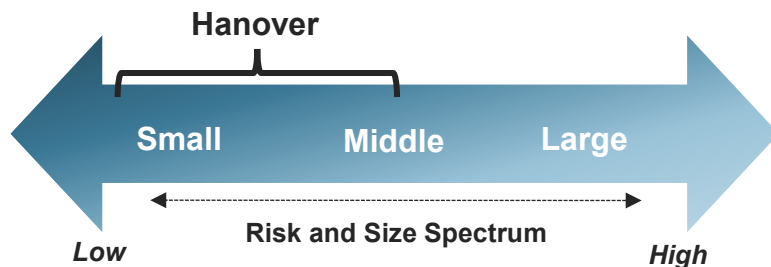 Hanover
Small Middle Large
Risk and Size Spectrum
Low High